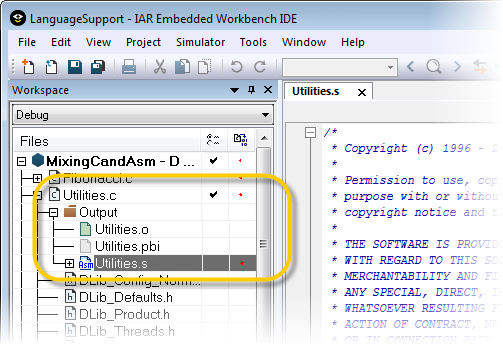 LanguageSupport - IAR Embedded Workbench IDE
File Edit View Project Simulator Tools Window Help
Workspace
Utilities.s
Debug
Files
MixingCandAsm - D ...
Fibonacci.c
Utilities.c
Output
Utilities.o
Utilities.pbi
Asm Utilities.s
DLib_Config_Norm...
DLib_Defaults.h
DLib_Product.h
DLib_Threads.h
/*
* Copyright (c) 1996 - 2
*
* Permission to use, cop
* purpose with or withou
* copyright notice and t
*
* THE SOFTWARE IS PROVID
* WITH REGARD TO THIS SO
* MERCHANTABILITY AND FI
* ANY SPECIAL, DIRECT, I
* WHATSOEVER RESULTING F
* ACTION OF CONTRACT, NE
* OR IN CONNECTION WITH